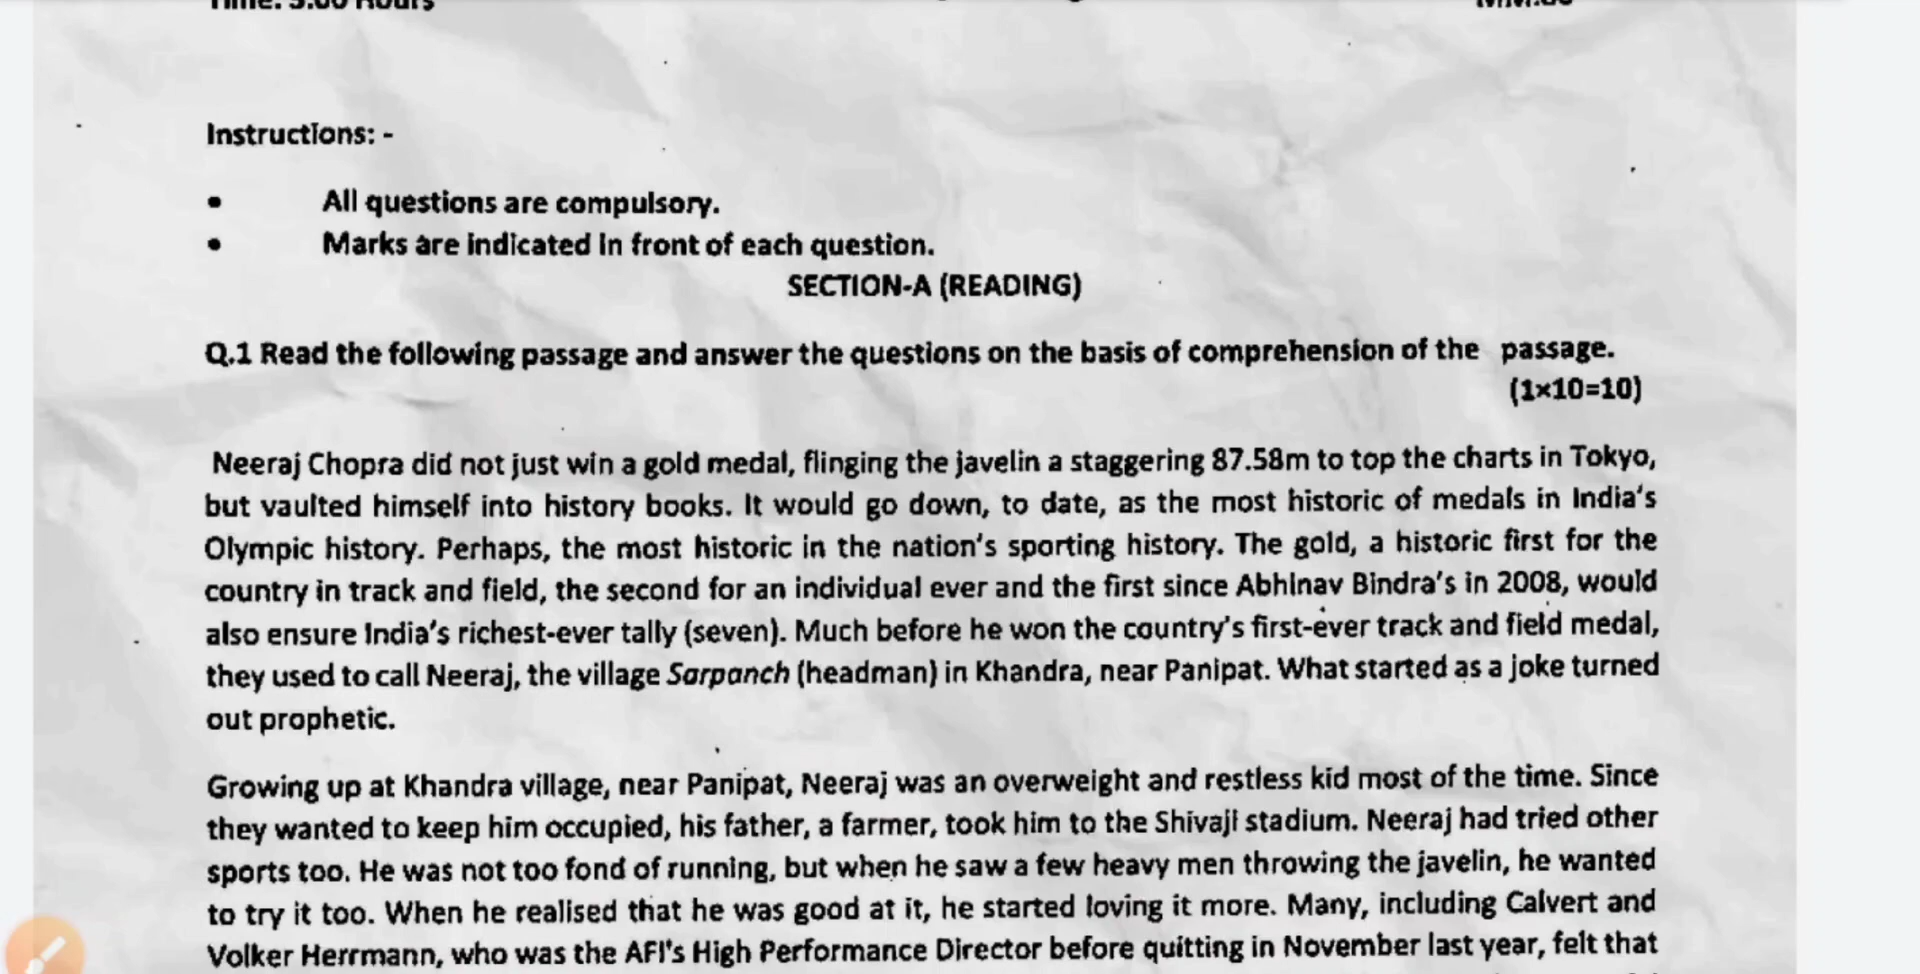 Time: 3.00 Hours
Instructions: -
• All questions are compulsory.
• Marks are indicated in front of each question.
SECTION-A (READING)
Q.1 Read the following passage and answer the questions on the basis of comprehension of the passage.
(1×10=10)
Neeraj Chopra did not just win a gold medal, flinging the javelin a staggering 87.58m to top the charts in Tokyo,
but vaulted himself into history books. It would go down, to date, as the most historic of medals in India's
Olympic history. Perhaps, the most historic in the nation's sporting history. The gold, a historic first for the
country in track and field, the second for an individual ever and the first since Abhinav Bindra's in 2008, would
also ensure India's richest-ever tally (seven). Much before he won the country's first-ever track and field medal,
they used to call Neeraj, the village Sarpanch (headman) in Khandra, near Panipat. What started as a joke turned
out prophetic.
Growing up at Khandra village, near Panipat, Neeraj was an overweight and restless kid most of the time. Since
they wanted to keep him occupied, his father, a farmer, took him to the Shivaji stadium. Neeraj had tried other
sports too. He was not too fond of running, but when he saw a few heavy men throwing the javelin, he wanted
to try it too. When he realised that he was good at it, he started loving it more. Many, including Calvert and
Volker Herrmann, who was the AFI's High Performance Director before quitting in November last year, felt that